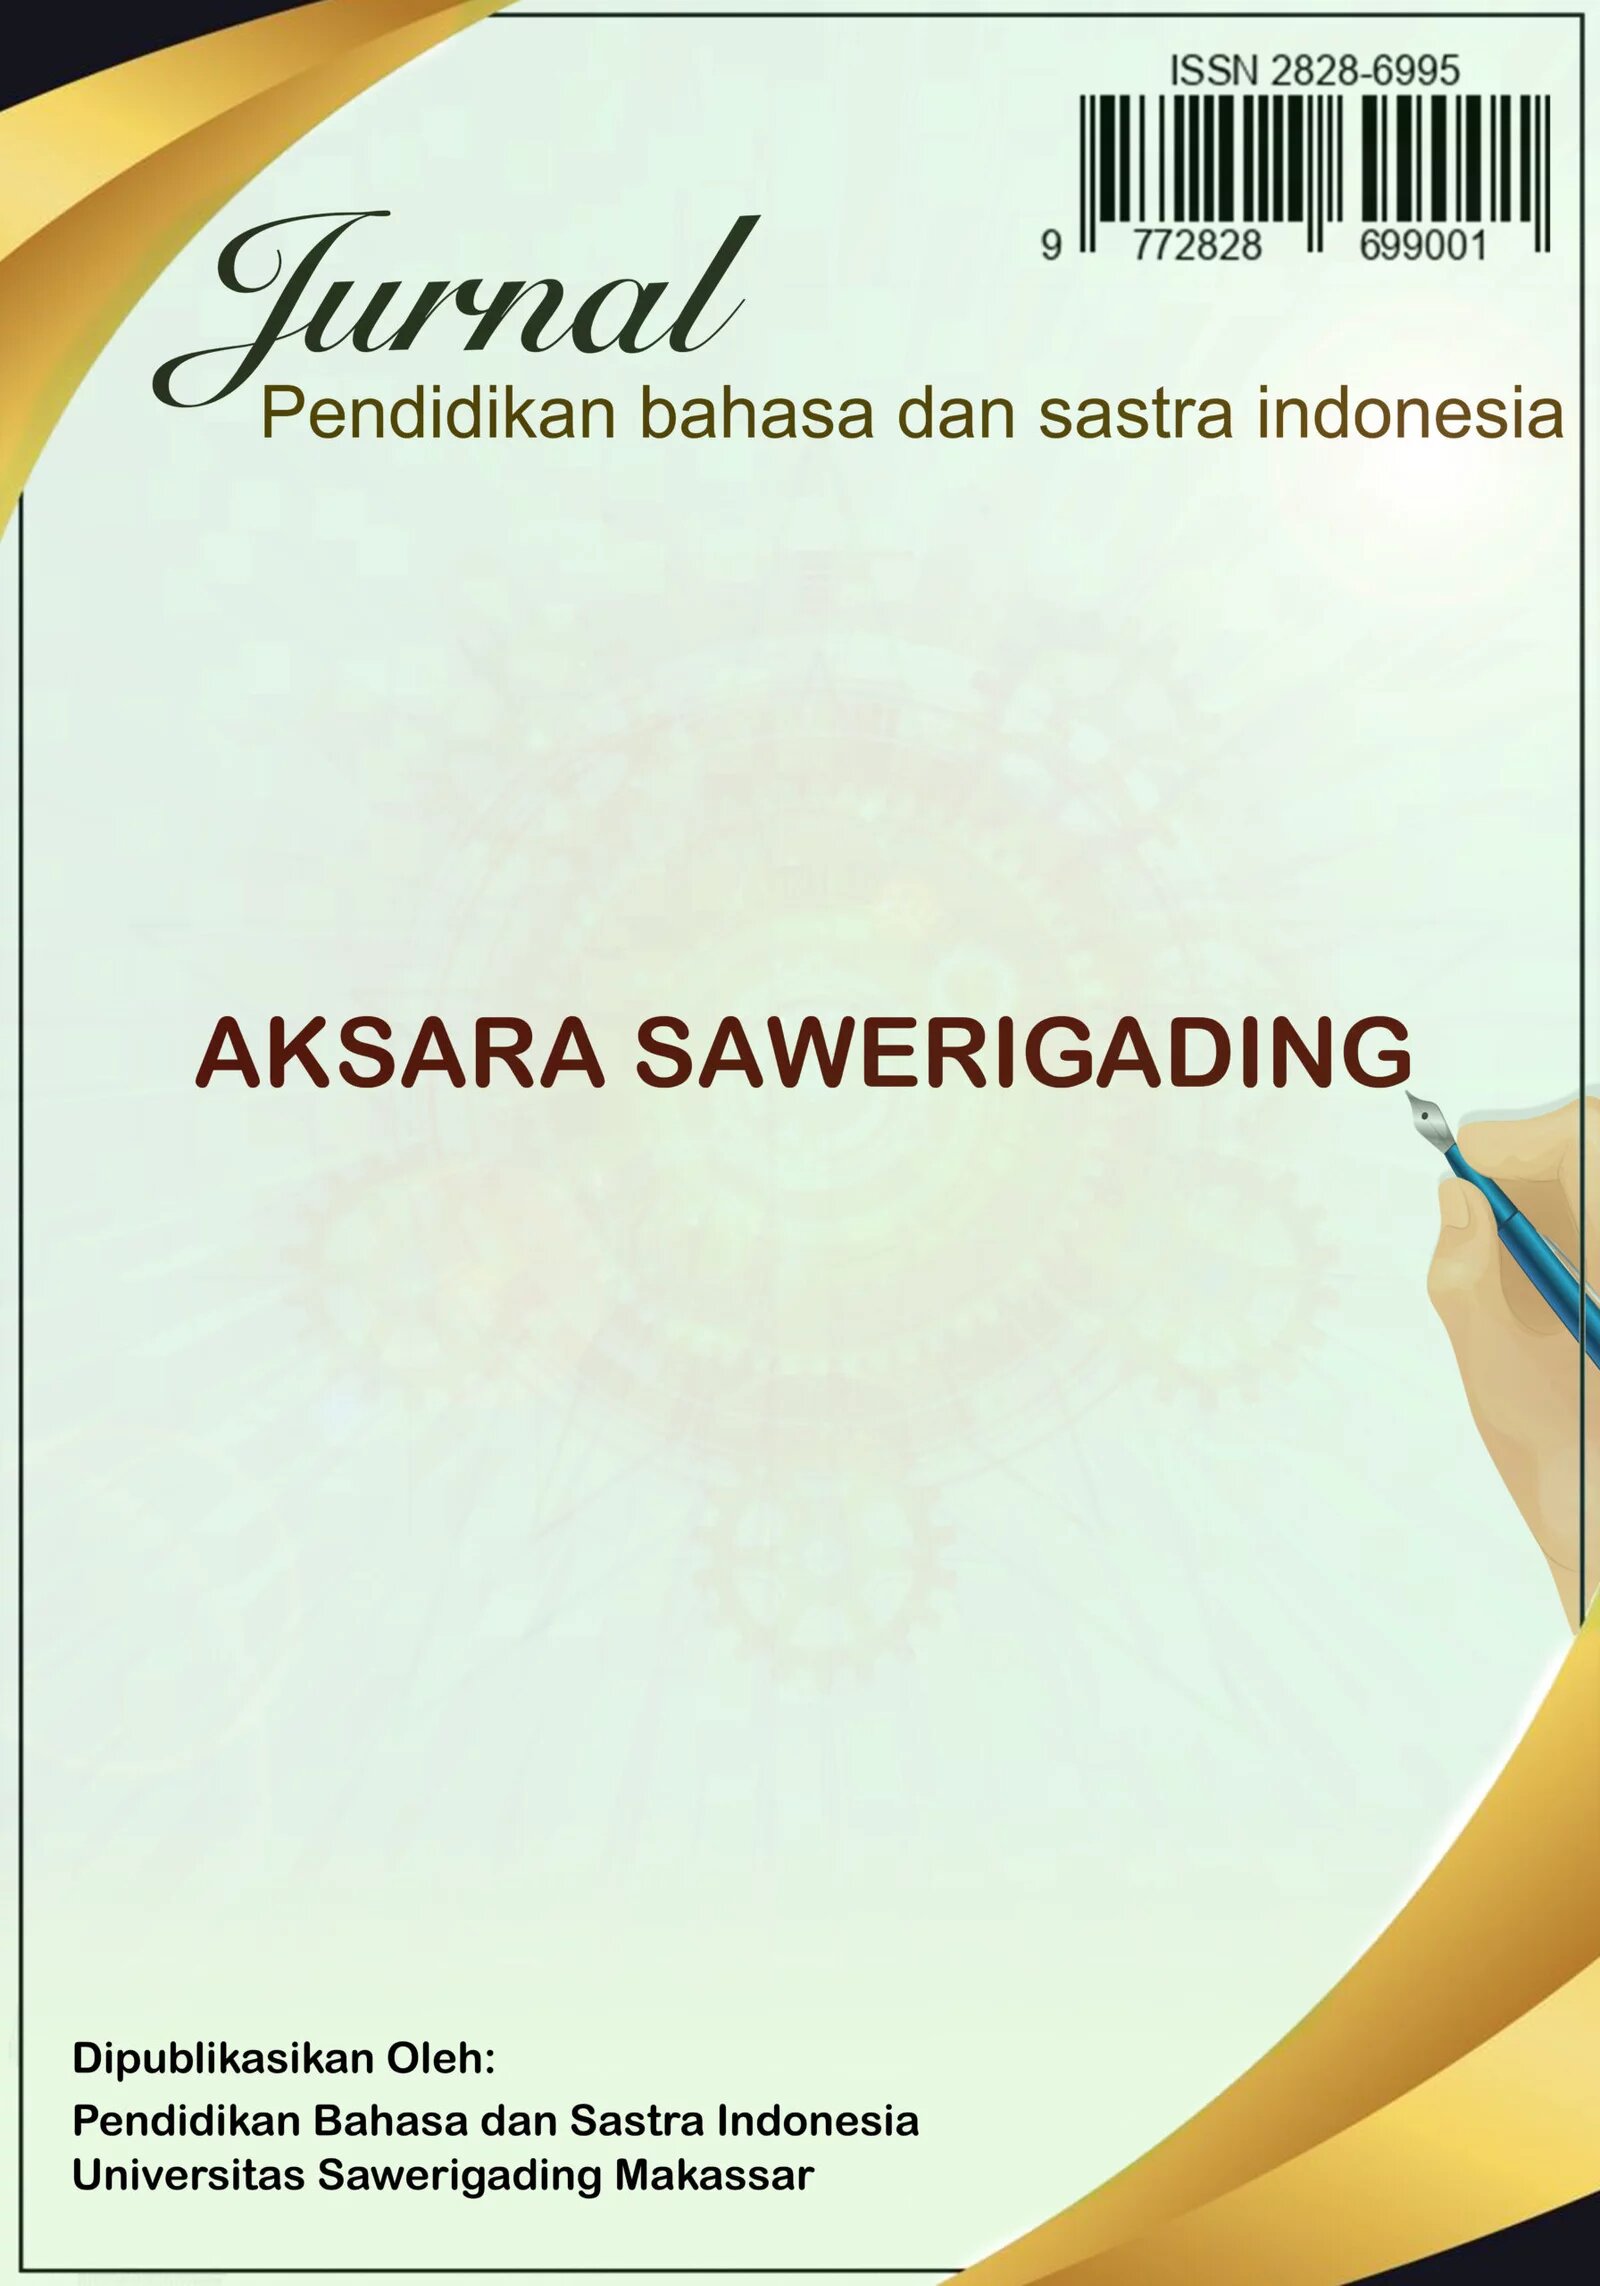 ISSN 2828-6995
9 772828 699001
Jurnal
Pendidikan bahasa dan sastra indonesia
AKSARA SAWERIGADING
Dipublikasikan Oleh:
Pendidikan Bahasa dan Sastra Indonesia
Universitas Sawerigading Makassar